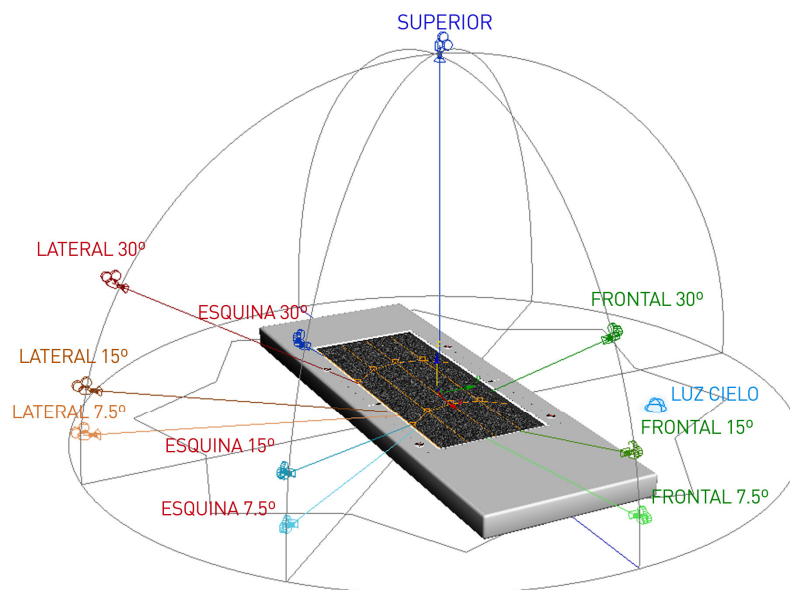 SUPERIOR
LATERAL 30º
ESQUINA 30º
FRONTAL 30º
LATERAL 15º
LUZ CIELO
LATERAL 7.5º
FRONTAL 15º
ESQUINA 15º
FRONTAL 7.5º
ESQUINA 7.5º